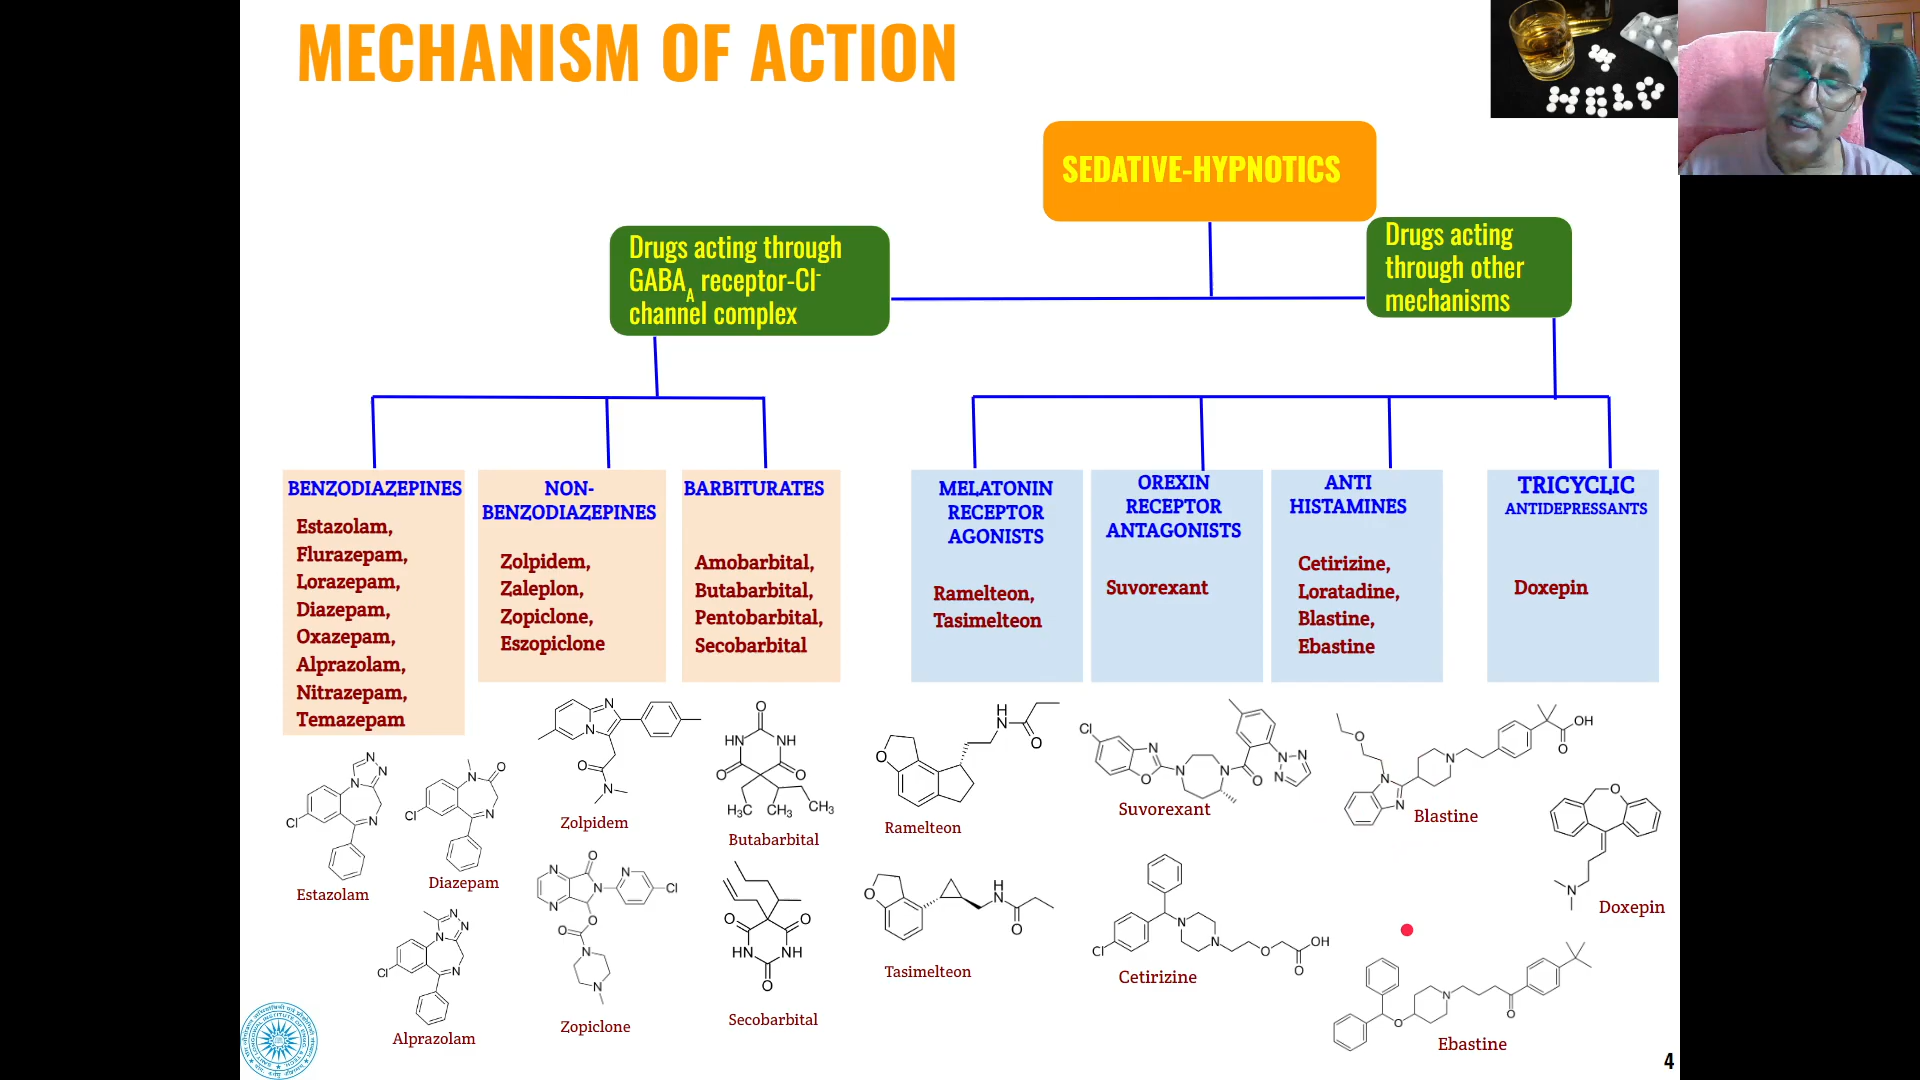 MECHANISM OF ACTION
HELP
SEDATIVE-HYPNOTICS
Drugs acting through
GABAA receptor-Cl-
channel complex
Drugs acting
through other
mechanisms
BENZODIAZEPINES
Estazolam,
Flurazepam,
Lorazepam,
Diazepam,
Oxazepam,
Alprazolam,
Nitrazepam,
Temazepam
NON-
BENZODIAZEPINES
Zolpidem,
Zaleplon,
Zopiclone,
Eszopiclone
BARBITURATES
Amobarbital,
Butabarbital,
Pentobarbital,
Secobarbital
MELATONIN
RECEPTOR
AGONISTS
Ramelteon,
Tasimelteon
OREXIN
RECEPTOR
ANTAGONISTS
Suvorexant
ANTI
HISTAMINES
Cetirizine,
Loratadine,
Blastine,
Ebastine
TRICYCLIC
ANTIDEPRESSANTS
Doxepin
Estazolam
Diazepam
Alprazolam
Zolpidem
Zopiclone
Butabarbital
Secobarbital
Ramelteon
Tasimelteon
Suvorexant
Cetirizine
Blastine
Doxepin
Ebastine
4